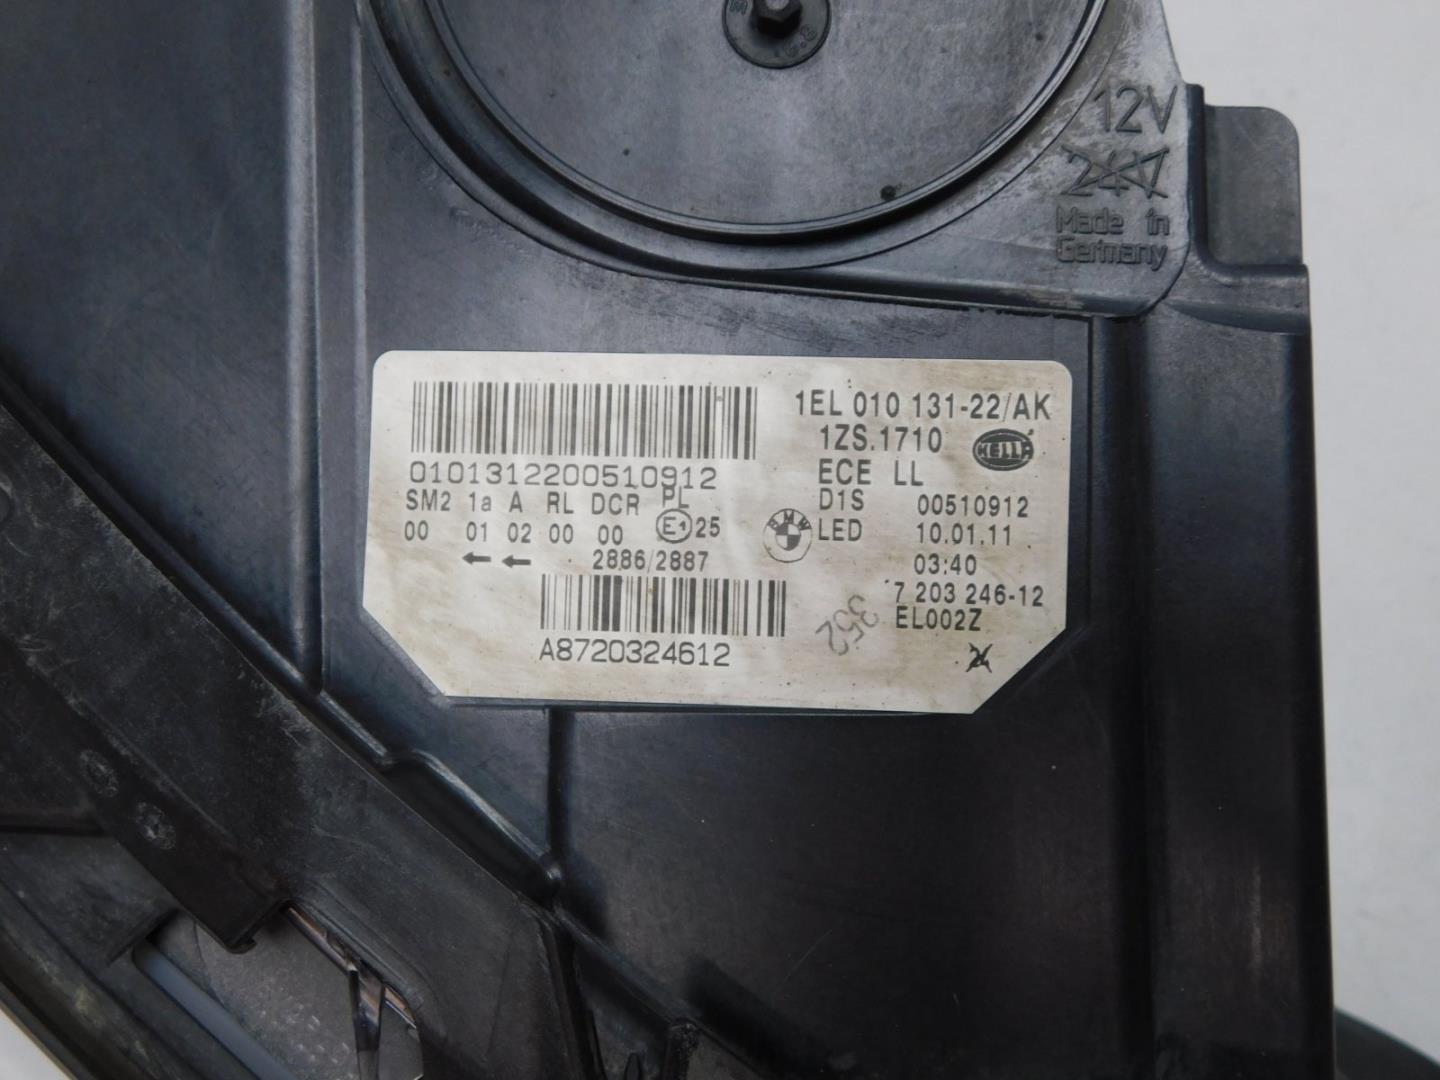 12V
24V
Made in
Germany
1EL 010 131-22/AK
1ZS.1710
HELLA
0101312200510912
ECE LL
SM2 1a A RL DCR PL
D1S 00510912
00 01 02 00 00 E1 25
BMW
LED 10.01.11
2886/2887
03:40
7 203 246-12
EL002Z
352
A8720324612